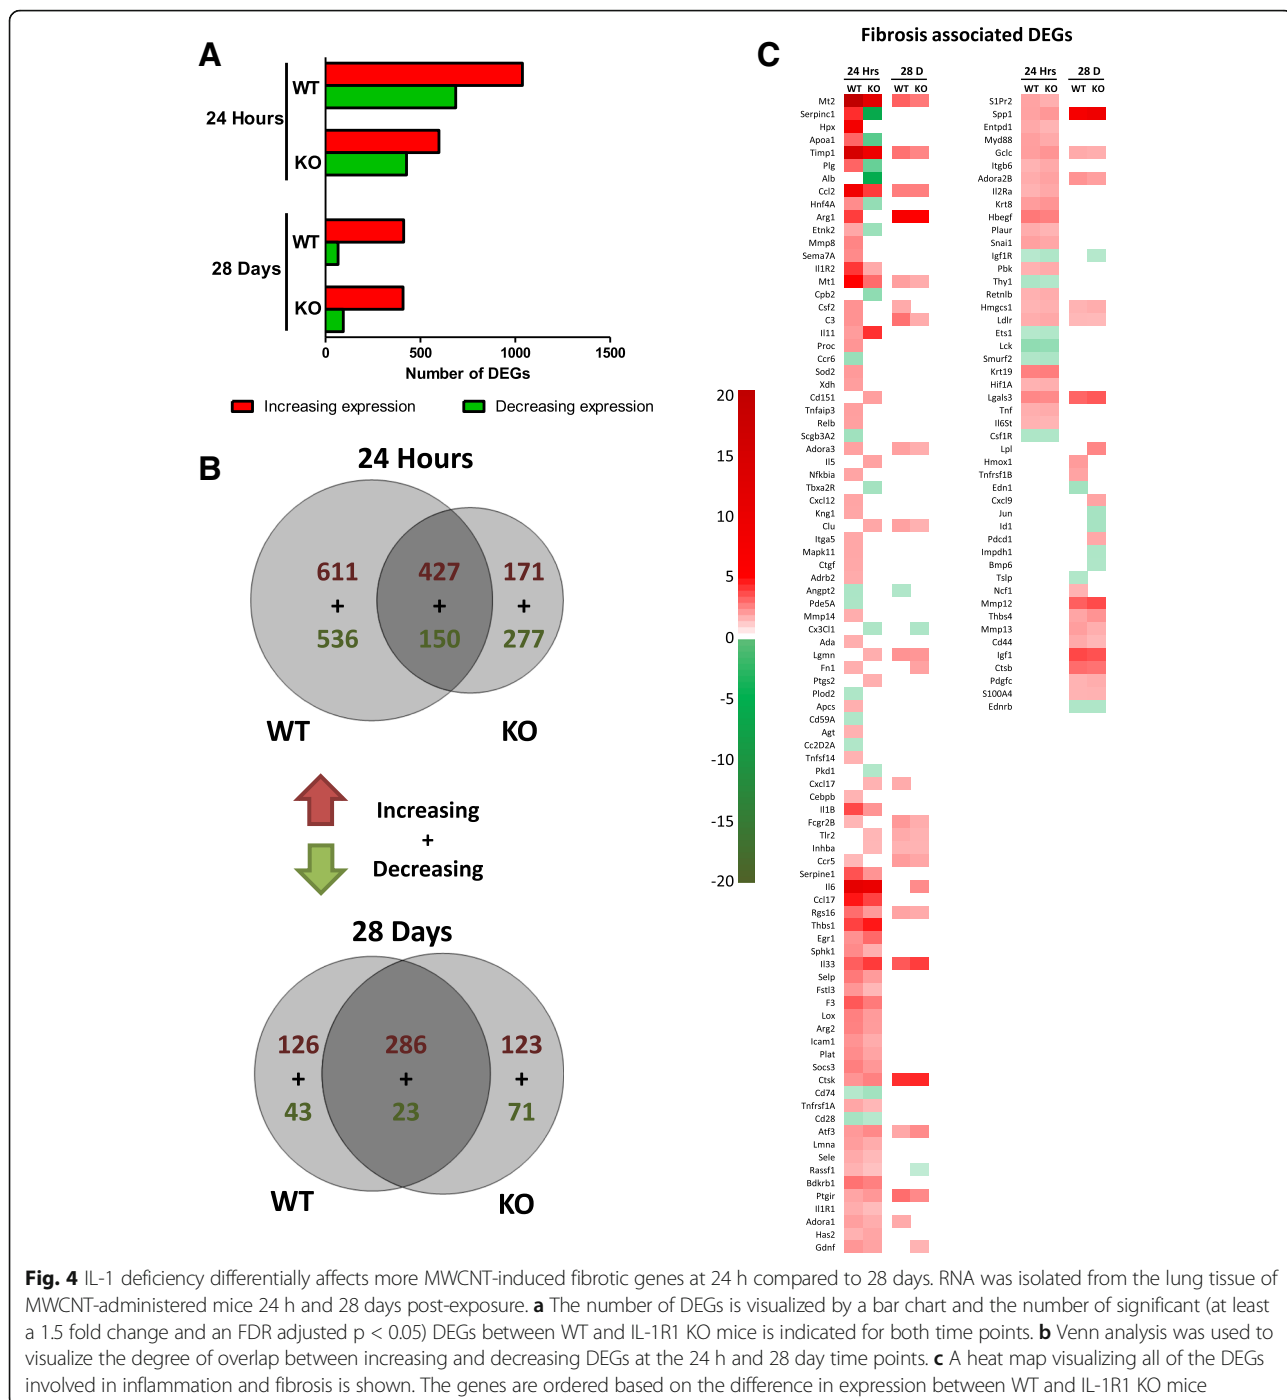 A
24 Hours
WT
KO
28 Days
WT
KO
0 500 1000 1500
Number of DEGs
Increasing expression Decreasing expression
B
24 Hours
611 427 171
+ + +
536 150 277
WT KO
Increasing
+
Decreasing
28 Days
126 286 123
+ + +
43 23 71
WT KO
C
Fibrosis associated DEGs
20
15
10
5
0
-5
-10
-15
-20
24 Hrs 28 D
WT KO WT KO
Mt2
Serpinc1
Hpx
Apoa1
Timp1
Plg
Alb
Ccl2
Hnf4A
Arg1
Etnk2
Mmp8
Sema7A
Il1R2
Mt1
Cpb2
Csf2
C3
Il11
Proc
Ccr6
Sod2
Xdh
Cd151
Tnfaip3
Relb
Scgb3A2
Adora3
Il5
Nfkbia
Tbxa2R
Cxcl12
Kng1
Clu
Itga5
Mapk11
Ctgf
Adrb2
Angpt2
Pde5A
Mmp14
Cx3Cl1
Ada
Lgmn
Fn1
Ptgs2
Plod2
Apcs
Cd59A
Agt
Cc2D2A
Tnfsf14
Pkd1
Cxcl17
Cebpb
Il1B
Fcgr2B
Tlr2
Inhba
Ccr5
Serpine1
Il6
Ccl17
Rgs16
Thbs1
Egr1
Sphk1
Il33
Selp
Fstl3
F3
Lox
Arg2
Icam1
Plat
Socs3
Ctsk
Cd74
Tnfrsf1A
Cd28
Atf3
Lmna
Sele
Rassf1
Bdkrb1
Ptgir
Il1R1
Adora1
Has2
Gdnf
24 Hrs 28 D
WT KO WT KO
S1Pr2
Spp1
Entpd1
Myd88
Gclc
Itgb6
Adora2B
Il2Ra
Krt8
Hbegf
Plaur
Snai1
Igf1R
Pbk
Thy1
Retnlb
Hmgcs1
Ldlr
Ets1
Lck
Smurf2
Krt19
Hif1A
Lgals3
Tnf
Il6St
Csf1R
Lpl
Hmox1
Tnfrsf1B
Edn1
Cxcl9
Jun
Id1
Pdcd1
Impdh1
Bmp6
Tslp
Ncf1
Mmp12
Thbs4
Mmp13
Cd44
Igf1
Ctsb
Pdgfc
S100A4
Ednrb
Fig. 4 IL-1 deficiency differentially affects more MWCNT-induced fibrotic genes at 24 h compared to 28 days. RNA was isolated from the lung tissue of
MWCNT-administered mice 24 h and 28 days post-exposure. a The number of DEGs is visualized by a bar chart and the number of significant (at least
a 1.5 fold change and an FDR adjusted p < 0.05) DEGs between WT and IL-1R1 KO mice is indicated for both time points. b Venn analysis was used to
visualize the degree of overlap between increasing and decreasing DEGs at the 24 h and 28 day time points. c A heat map visualizing all of the DEGs
involved in inflammation and fibrosis is shown. The genes are ordered based on the difference in expression between WT and IL-1R1 KO mice